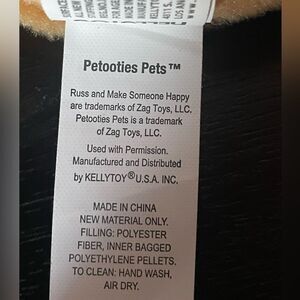 Petooties Pets™
Russ and Make Someone Happy
are trademarks of Zag Toys, LLC.
Petooties Pets is a trademark
of Zag Toys, LLC.
Used with Permission.
Manufactured and Distributed
by KELLYTOY® U.S.A. INC.
MADE IN CHINA
NEW MATERIAL ONLY.
FILLING: POLYESTER
FIBER, INNER BAGGED
POLYETHYLENE PELLETS.
TO CLEAN: HAND WASH,
AIR DRY.